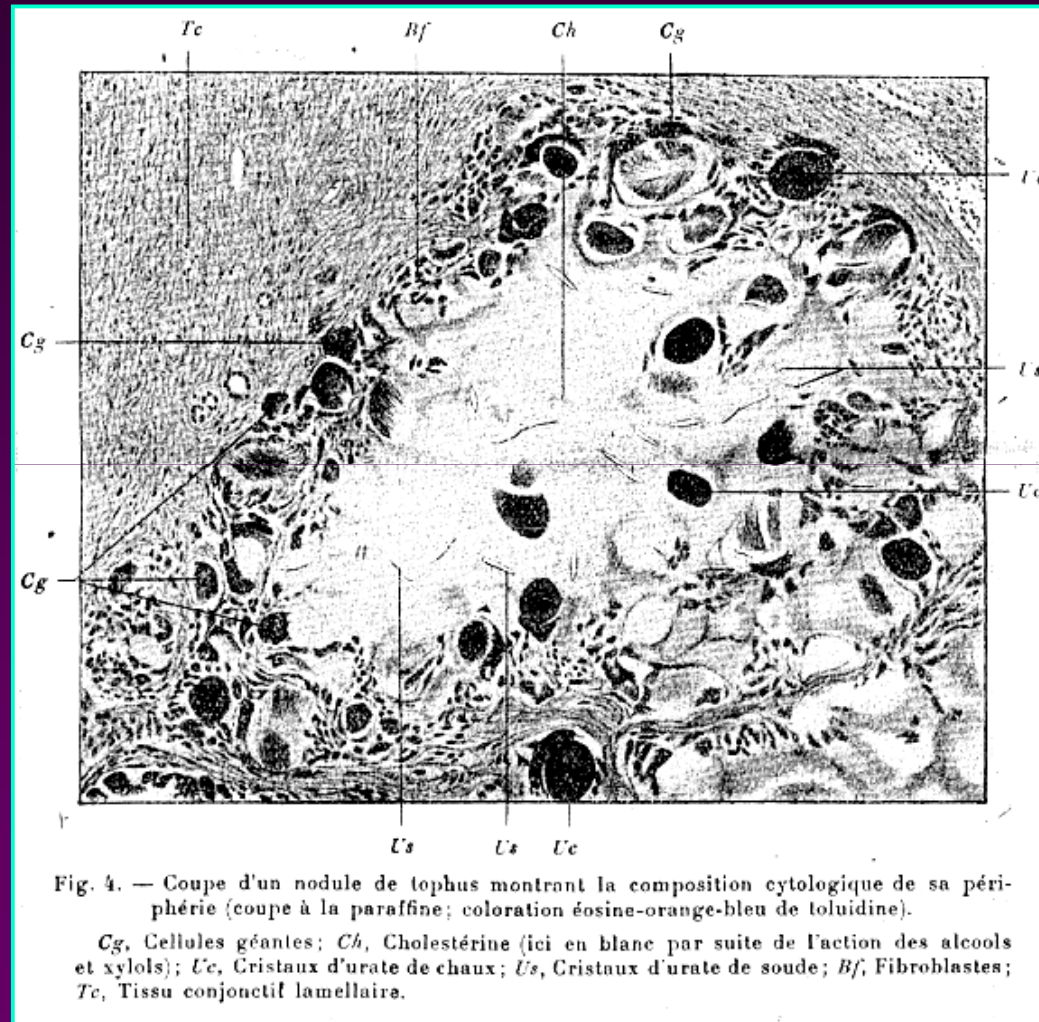 Tc Bf Ch Cg
Cg
Us
Cg
Us Us Uc
Fig. 4. — Coupe d'un nodule de tophus montrant la composition cytologique de sa péri-
phérie (coupe à la paraffine; coloration éosine-orange-bleu de toluidine).
Cg, Cellules géantes; Ch, Cholestérine (ici en blanc par suite de l'action des alcools
et xylols); Uc, Cristaux d'urate de chaux; Us, Cristaux d'urate de soude; Bf, Fibroblastes;
Tc, Tissu conjonctif lamellaire.